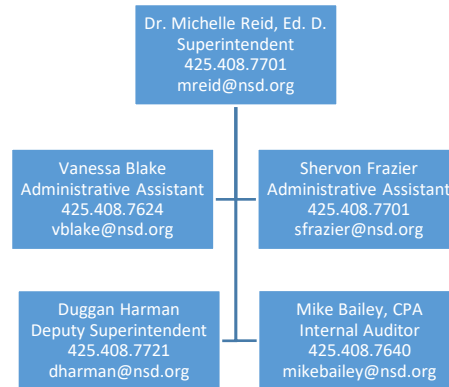 Dr. Michelle Reid, Ed. D.
Superintendent
425.408.7701
mreid@nsd.org
Vanessa Blake
Administrative Assistant
425.408.7624
vblake@nsd.org
Shervon Frazier
Administrative Assistant
425.408.7701
sfrazier@nsd.org
Duggan Harman
Deputy Superintendent
425.408.7721
dharman@nsd.org
Mike Bailey, CPA
Internal Auditor
425.408.7640
mikebailey@nsd.org